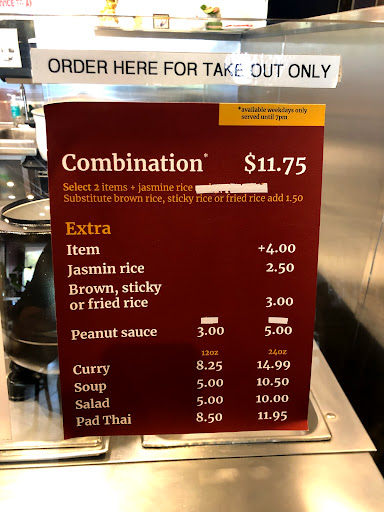 ORDER HERE FOR TAKE OUT ONLY
*available weekdays only
served until 7pm
Combination* $11.75
Select 2 items + jasmine rice
Substitute brown rice, sticky rice or fried rice add 1.50
Extra
Item +4.00
Jasmin rice 2.50
Brown, sticky
or fried rice 3.00
Peanut sauce 3.00 5.00
12oz 24oz
Curry 8.25 14.99
Soup 5.00 10.50
Salad 5.00 10.00
Pad Thai 8.50 11.95